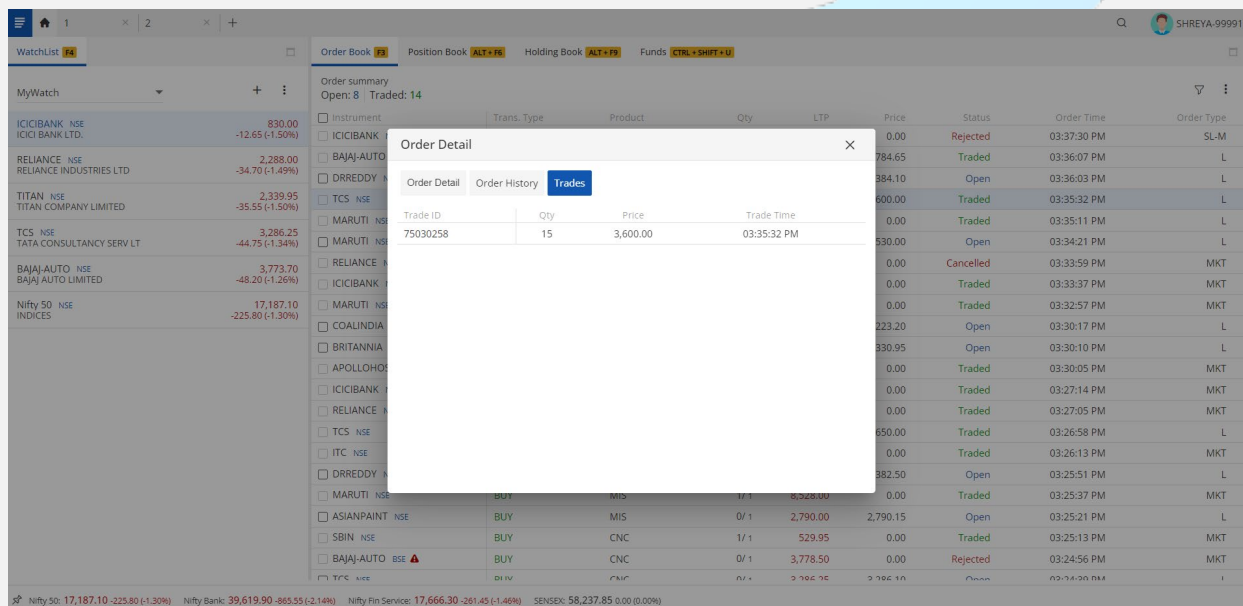 1 × 2 × +
SHREYA-99991
WatchList F4
Order Book F3 Position Book ALT + F6 Holding Book ALT + F9 Funds CTRL + SHIFT + U
MyWatch
Order summary
Open: 8 Traded: 14
ICICIBANK NSE 830.00
ICICI BANK LTD. -12.65 (-1.50%)
RELIANCE NSE 2,288.00
RELIANCE INDUSTRIES LTD -34.70 (-1.49%)
TITAN NSE 2,339.95
TITAN COMPANY LIMITED -35.55 (-1.50%)
TCS NSE 3,286.25
TATA CONSULTANCY SERV LT -44.75 (-1.34%)
BAJAJ-AUTO NSE 3,773.70
BAJAJ AUTO LIMITED -48.20 (-1.26%)
Nifty 50 NSE 17,187.10
INDICES -225.80 (-1.30%)
Instrument Trans. Type Product Qty LTP Price Status Order Time Order Type
ICICIBANK 0.00 Rejected 03:37:30 PM SL-M
BAJAJ-AUTO 784.65 Traded 03:36:07 PM L
DRREDDY 384.10 Open 03:36:03 PM L
TCS NSE 600.00 Traded 03:35:32 PM L
MARUTI NSE 0.00 Traded 03:35:11 PM L
MARUTI NSE 530.00 Open 03:34:21 PM L
RELIANCE 0.00 Cancelled 03:33:59 PM MKT
ICICIBANK 0.00 Traded 03:33:37 PM MKT
MARUTI NSE 0.00 Traded 03:32:57 PM MKT
COALINDIA 223.20 Open 03:30:17 PM L
BRITANNIA 330.95 Open 03:30:10 PM L
APOLLOHOS 0.00 Traded 03:30:05 PM MKT
ICICIBANK 0.00 Traded 03:27:14 PM MKT
RELIANCE 0.00 Traded 03:27:05 PM MKT
TCS NSE 650.00 Traded 03:26:58 PM L
ITC NSE 0.00 Traded 03:26:13 PM MKT
DRREDDY 382.50 Open 03:25:51 PM L
MARUTI NSE BUY MIS 1/ 1 8,528.00 0.00 Traded 03:25:37 PM MKT
ASIANPAINT NSE BUY MIS 0/ 1 2,790.00 2,790.15 Open 03:25:21 PM L
SBIN NSE BUY CNC 1/ 1 529.95 0.00 Traded 03:25:13 PM MKT
BAJAJ-AUTO BSE BUY CNC 0/ 1 3,778.50 0.00 Rejected 03:24:56 PM MKT
TCS NSE BUY CNC 0/ 1 3,286.25 3,286.10 Open 03:24:39 PM L
Order Detail ×
Order Detail Order History Trades
Trade ID Qty Price Trade Time
75030258 15 3,600.00 03:35:32 PM
Nifty 50: 17,187.10 -225.80 (-1.30%) Nifty Bank: 39,619.90 -865.55 (-2.14%) Nifty Fin Service: 17,666.30 -261.45 (-1.46%) SENSEX: 58,237.85 0.00 (0.00%)